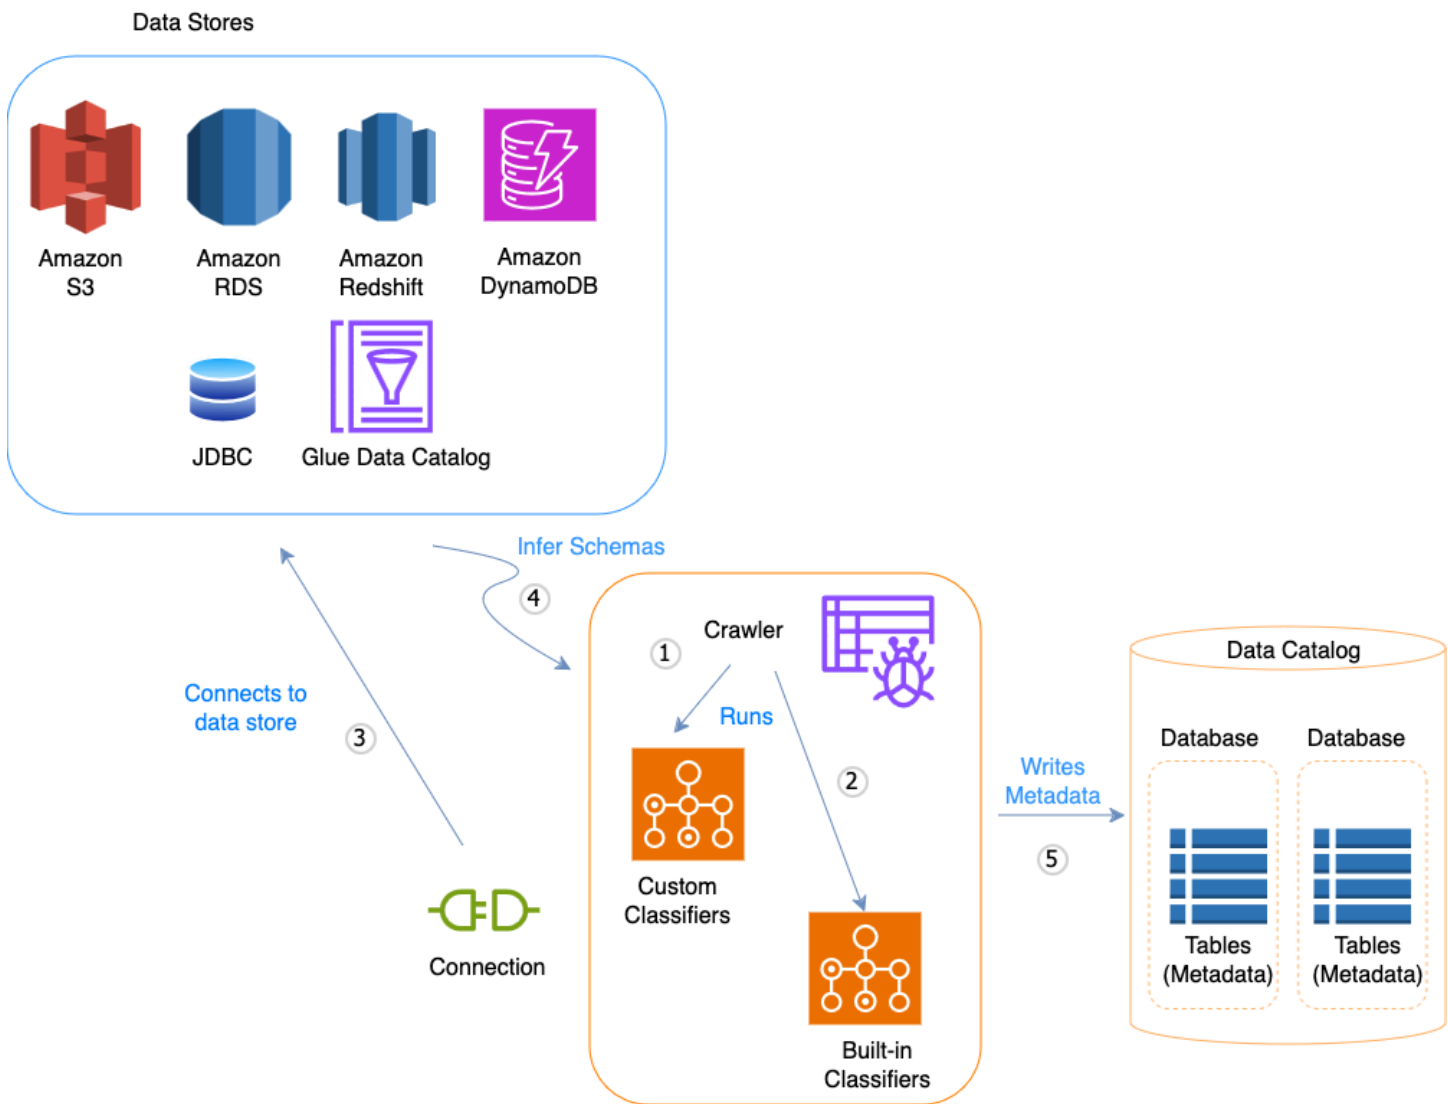 Data Stores
Amazon
S3
Amazon
RDS
Amazon
Redshift
Amazon
DynamoDB
JDBC
Glue Data Catalog
Infer Schemas
4
Connects to
data store
3
Connection
Crawler
1
Runs
2
Custom
Classifiers
Built-in
Classifiers
Writes
Metadata
5
Data Catalog
Database
Database
Tables
(Metadata)
Tables
(Metadata)